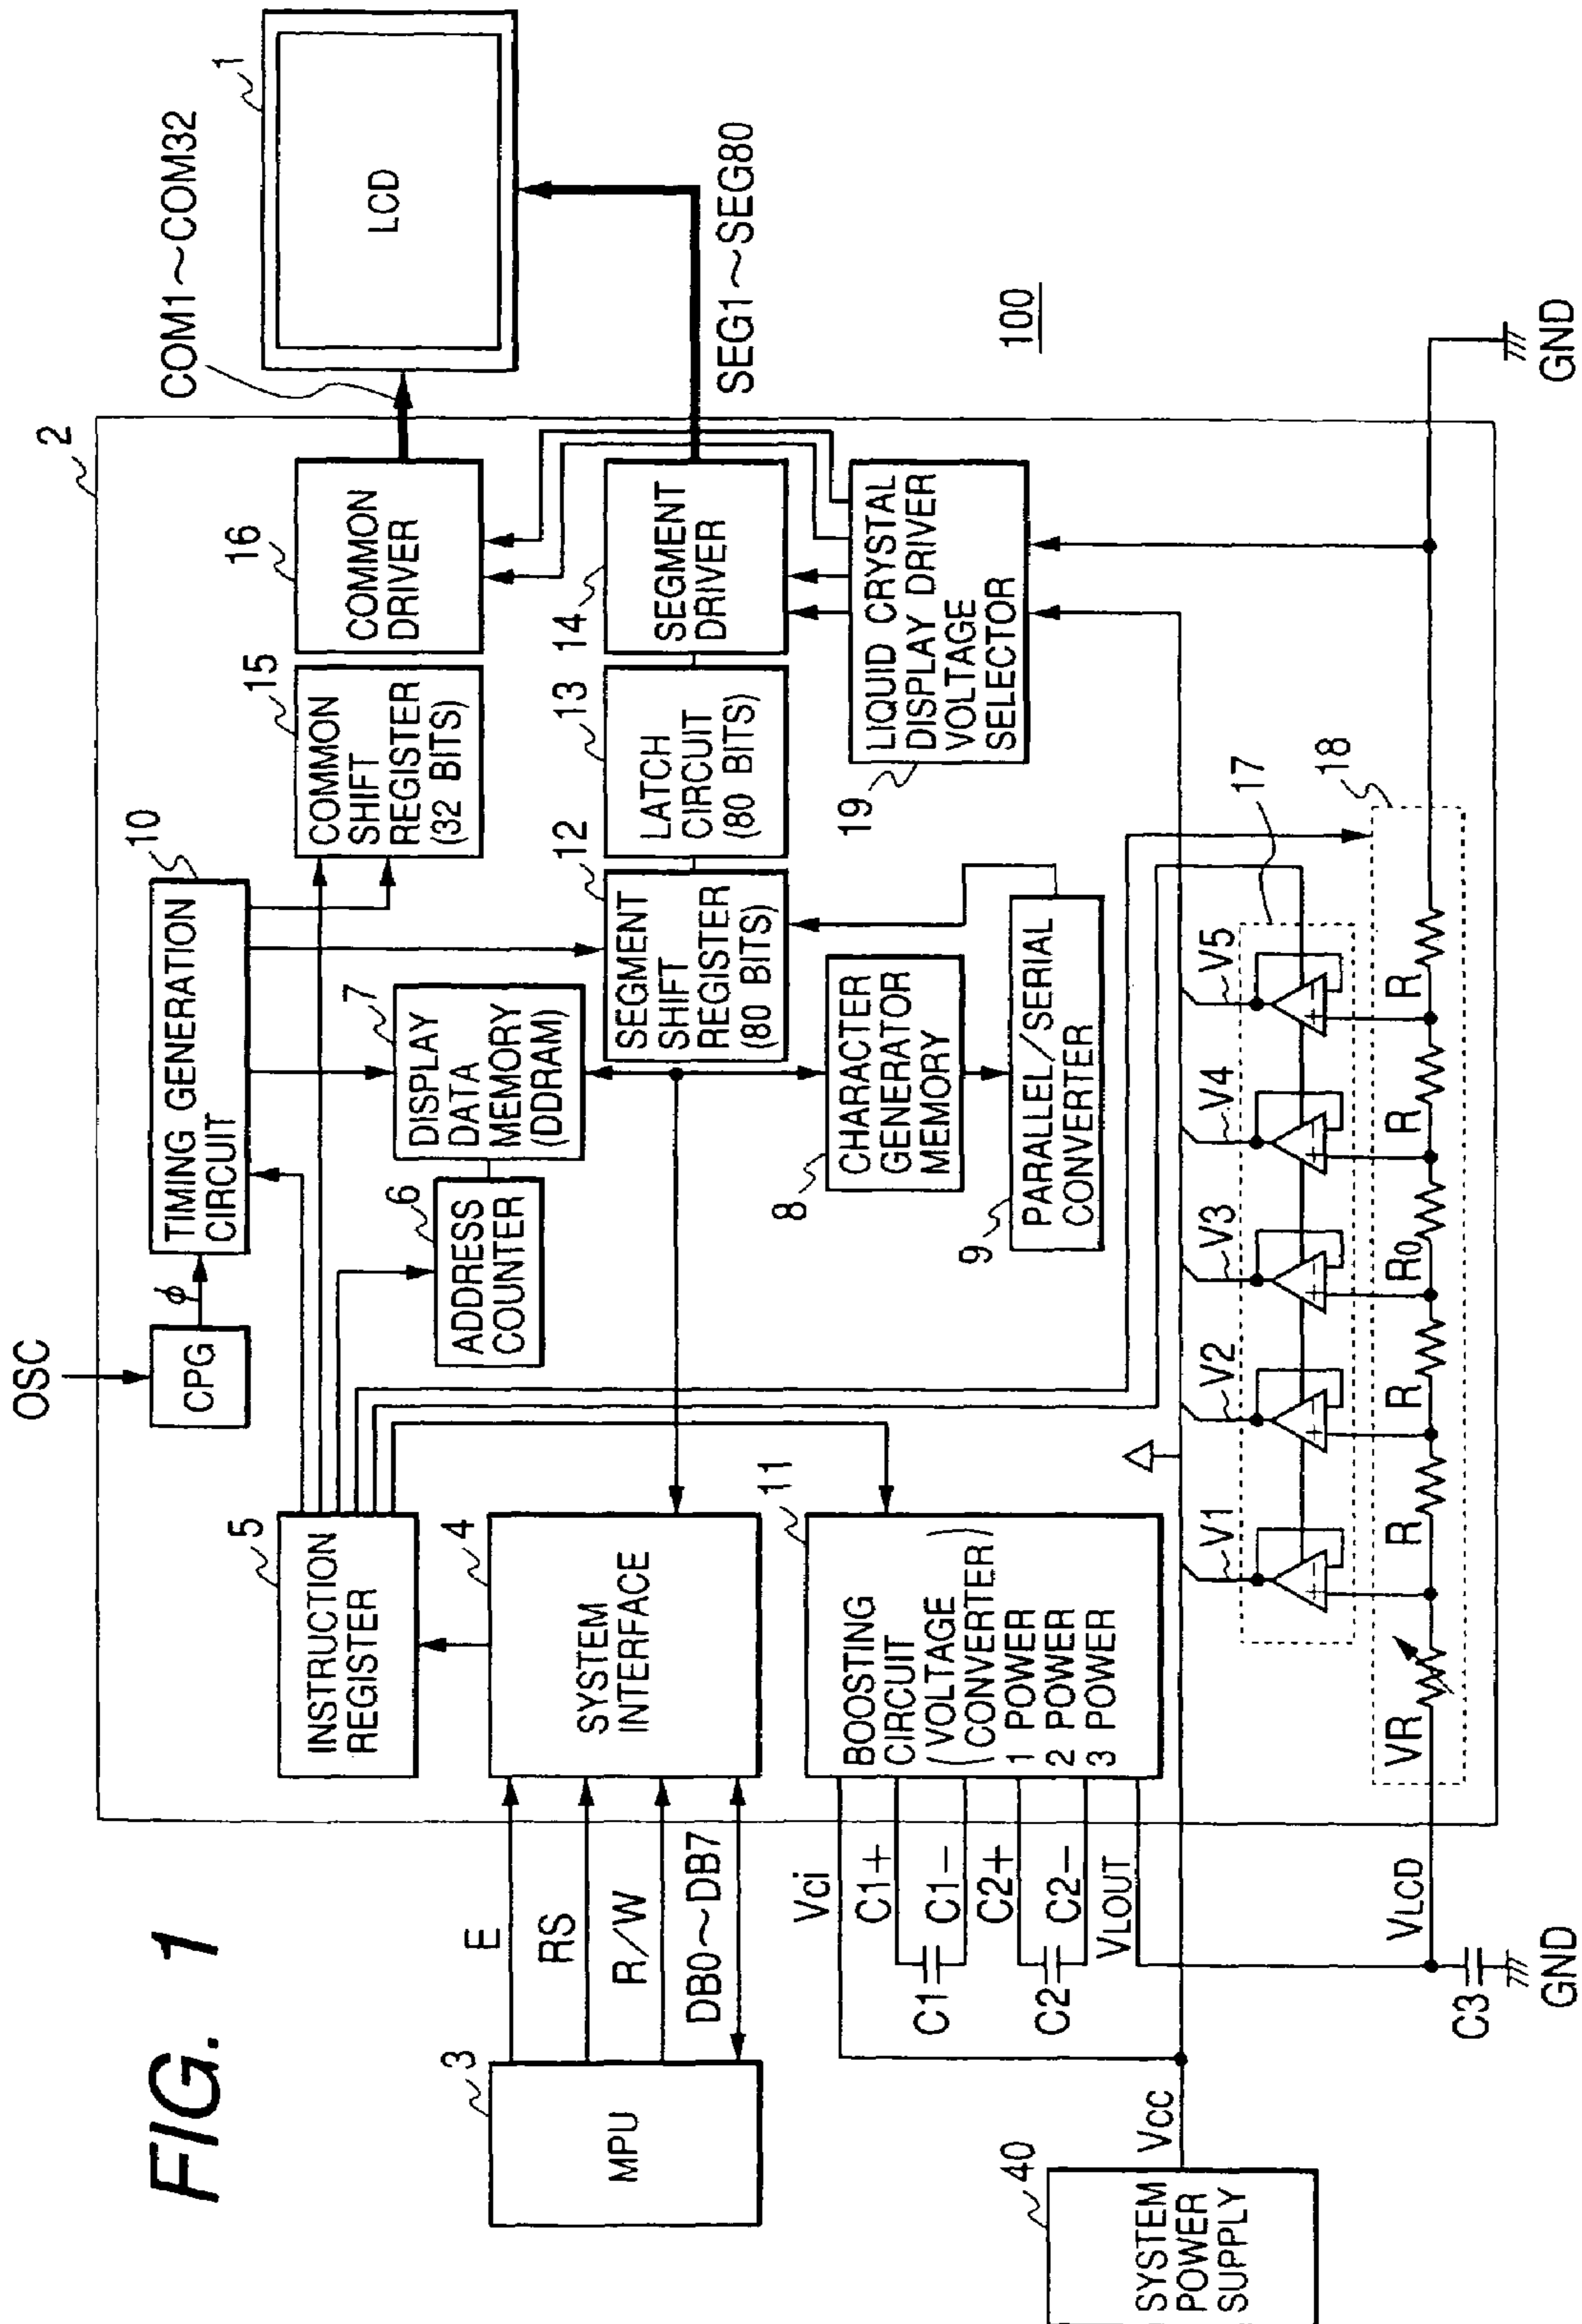 FIG. 1
OSC
CPG
φ
10
TIMING GENERATION
CIRCUIT
2
COM1~COM32
1
LCD
5
INSTRUCTION
REGISTER
15
COMMON
SHIFT
REGISTER
(32 BITS)
16
COMMON
DRIVER
6
ADDRESS
COUNTER
7
DISPLAY
DATA
MEMORY
(DDRAM)
3
MPU
E
RS
R/W
DB0~DB7
4
SYSTEM
INTERFACE
12
SEGMENT
SHIFT
REGISTER
(80 BITS)
13
LATCH
CIRCUIT
(80 BITS)
14
SEGMENT
DRIVER
SEG1~SEG80
8
CHARACTER
GENERATOR
MEMORY
9
PARALLEL/SERIAL
CONVERTER
19
LIQUID CRYSTAL
DISPLAY DRIVER
VOLTAGE
SELECTOR
100
11
BOOSTING
CIRCUIT
(VOLTAGE
CONVERTER)
1 POWER
2 POWER
3 POWER
Vci
C1+
C1-
C1
C2+
C2-
C2
VLOUT
40
SYSTEM
POWER
SUPPLY
Vcc
V1
V2
V3
V4
V5
17
18
+
-
+
-
+
-
+
-
+
-
VLCD
VR
R
R
R0
R
R
C3
GND
GND